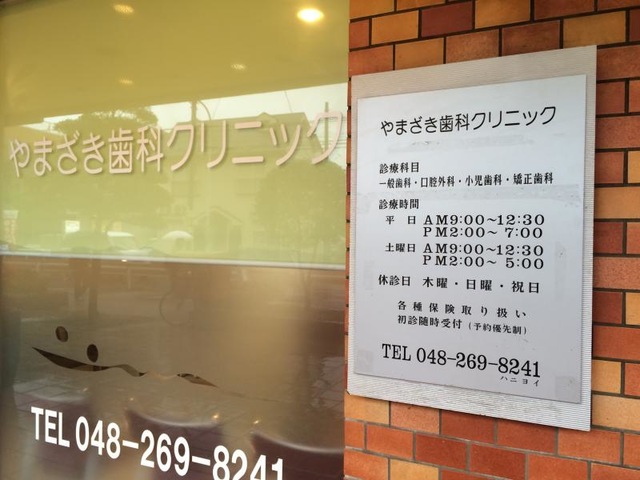 やまざき歯科クリニック
TEL 048-269-8241
やまざき歯科クリニック
診療科目
一般歯科・口腔外科・小児歯科・矯正歯科
診療時間
平 日 AM9:00～12:30
PM2:00～ 7:00
土曜日 AM9:00～12:30
PM2:00～ 5:00
休診日 木曜・日曜・祝日
各種保険取り扱い
初診随時受付(予約優先制)
TEL 048-269-8241
ハニヨイ